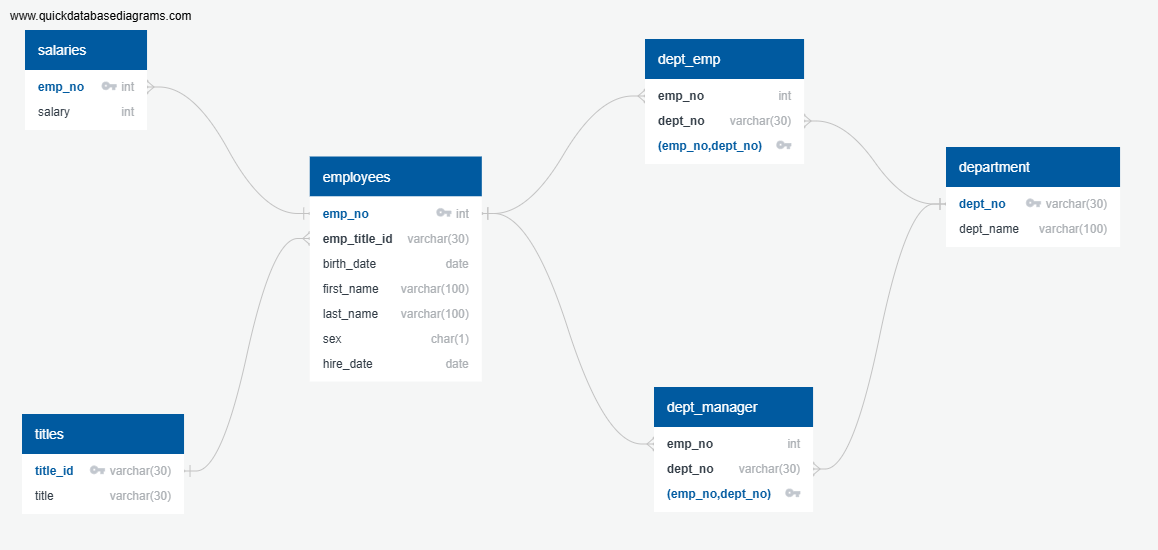 www.quickdatabasediagrams.com
salaries
emp_no int
salary int
employees
emp_no int
emp_title_id varchar(30)
birth_date date
first_name varchar(100)
last_name varchar(100)
sex char(1)
hire_date date
titles
title_id varchar(30)
title varchar(30)
dept_emp
emp_no int
dept_no varchar(30)
(emp_no,dept_no)
department
dept_no varchar(30)
dept_name varchar(100)
dept_manager
emp_no int
dept_no varchar(30)
(emp_no,dept_no)